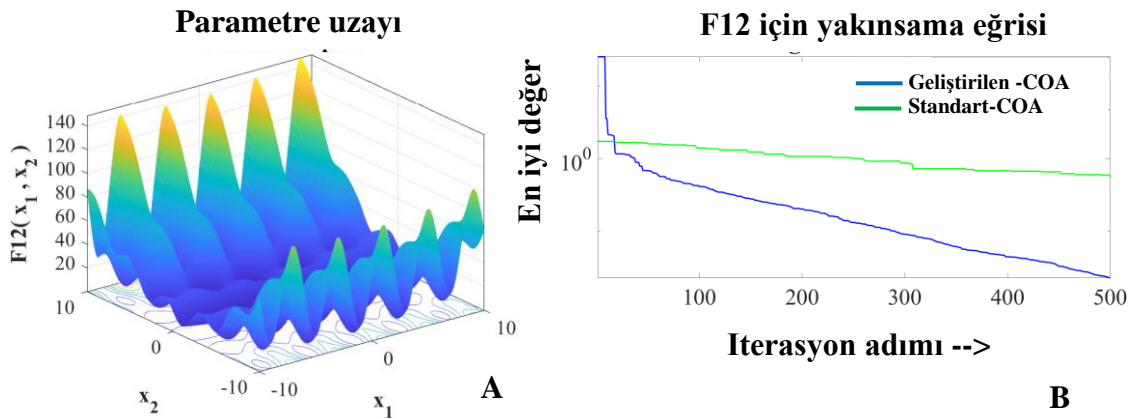 Parametre uzayı
F12( x1 , x2 )
140
120
100
80
60
40
20
10
0
-10
x2
-10
0
10
x1
A
F12 için yakınsama eğrisi
En iyi değer
10^0
Geliştirilen -COA
Standart-COA
100
200
300
400
500
Iterasyon adımı -->
B